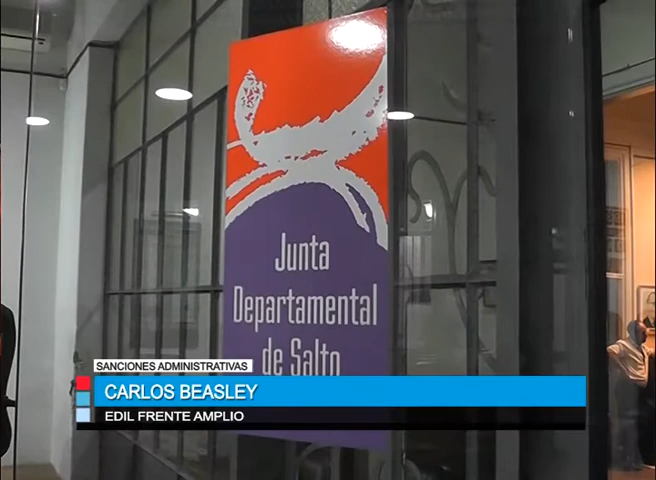 Junta
Departamental
de Salto
SANCIONES ADMINISTRATIVAS
CARLOS BEASLEY
EDIL FRENTE AMPLIO